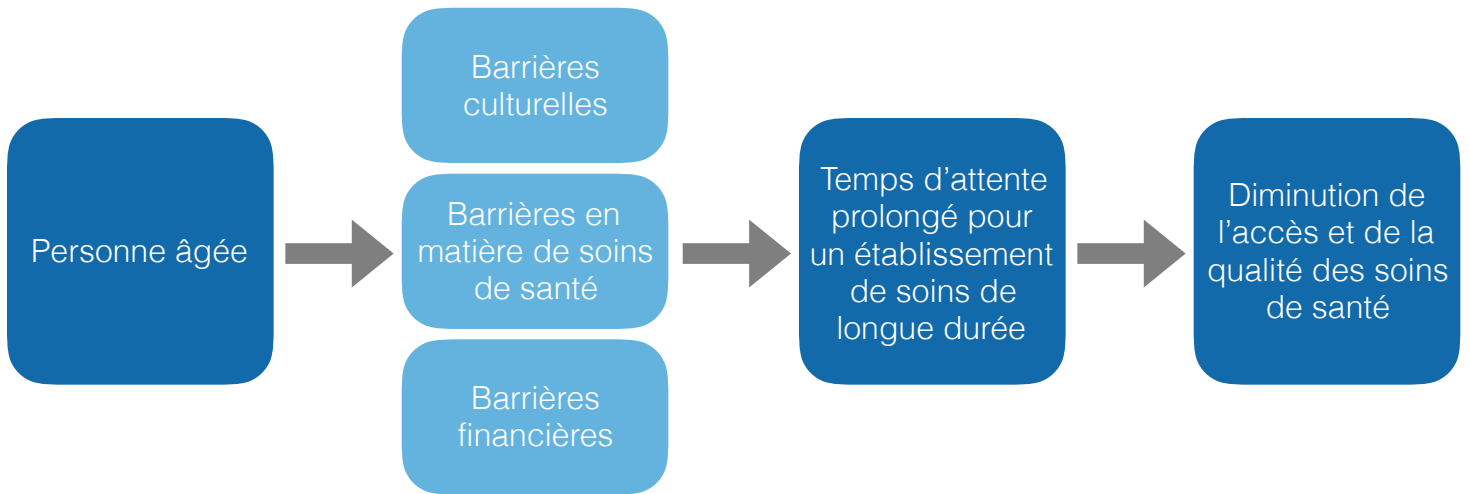 Personne âgée
Barrières
culturelles
Barrières en
matière de soins
de santé
Barrières
financières
Temps d’attente
prolongé pour
un établissement
de soins de
longue durée
Diminution de
l’accès et de la
qualité des soins
de santé